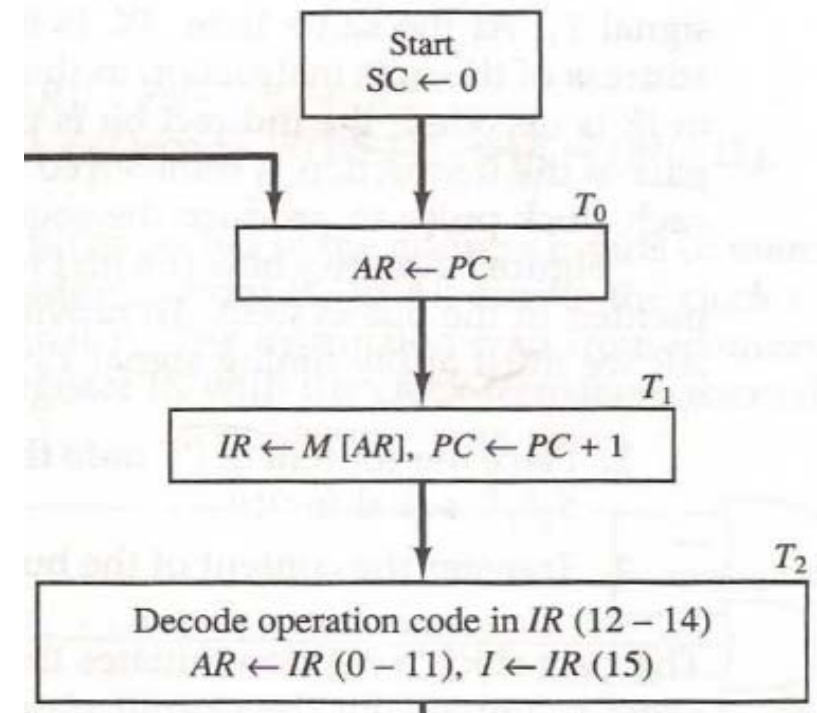 Start
SC ← 0
T₀
AR ← PC
T₁
IR ← M [AR], PC ← PC + 1
T₂
Decode operation code in IR (12 – 14)
AR ← IR (0 – 11), I ← IR (15)